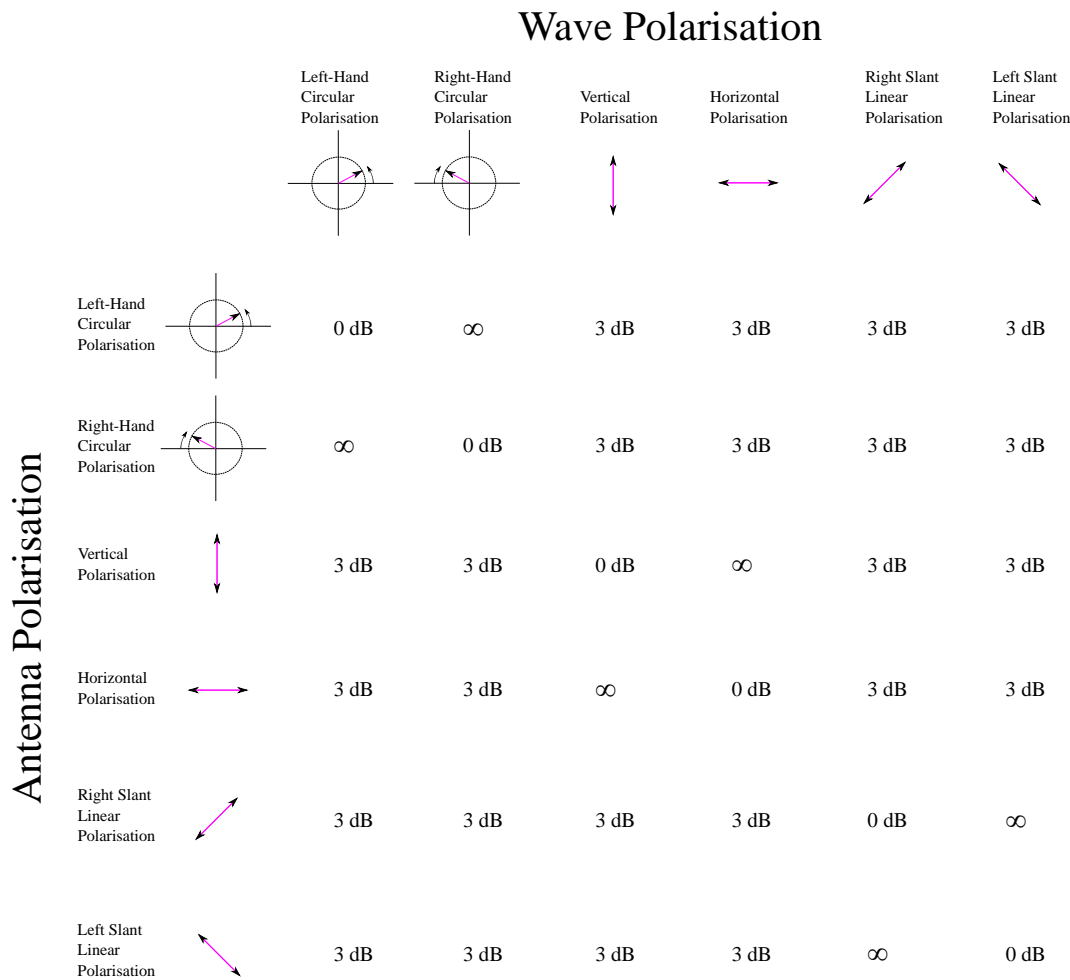 Wave Polarisation
Left-Hand
Circular
Polarisation
Right-Hand
Circular
Polarisation
Vertical
Polarisation
Horizontal
Polarisation
Right Slant
Linear
Polarisation
Left Slant
Linear
Polarisation
Antenna Polarisation
Left-Hand
Circular
Polarisation
0 dB ∞ 3 dB 3 dB 3 dB 3 dB
Right-Hand
Circular
Polarisation
∞ 0 dB 3 dB 3 dB 3 dB 3 dB
Vertical
Polarisation
3 dB 3 dB 0 dB ∞ 3 dB 3 dB
Horizontal
Polarisation
3 dB 3 dB ∞ 0 dB 3 dB 3 dB
Right Slant
Linear
Polarisation
3 dB 3 dB 3 dB 3 dB 0 dB ∞
Left Slant
Linear
Polarisation
3 dB 3 dB 3 dB 3 dB ∞ 0 dB